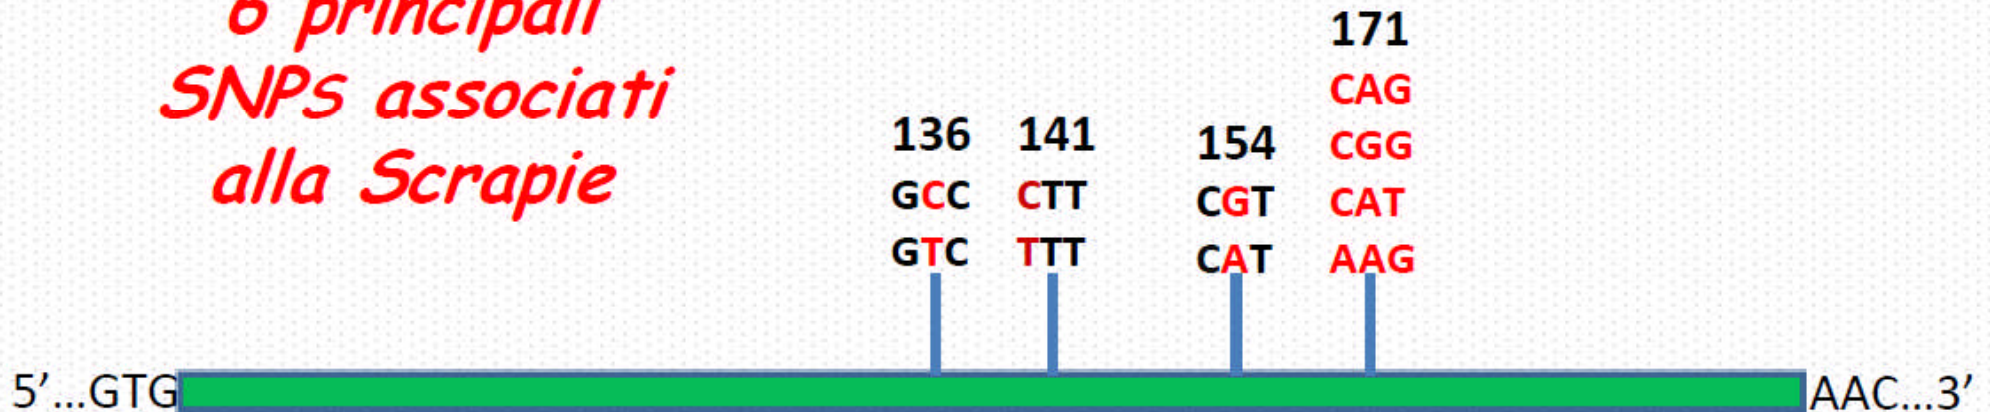 6 principali
SNPs associati
alla Scrapie
136
GCC
GTC
141
CTT
TTT
154
CGT
CAT
171
CAG
CGG
CAT
AAG
5’...GTG
AAC...3’